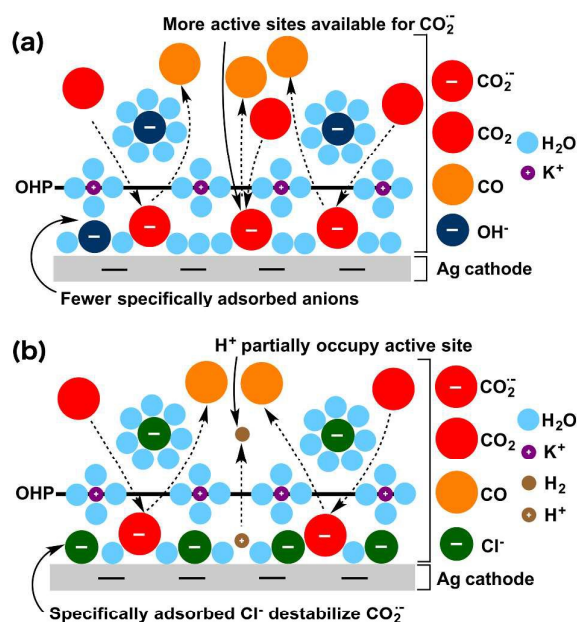 (a)
More active sites available for CO₂·⁻
CO₂·⁻
CO₂
H₂O
K⁺
OHP
CO
OH⁻
Ag cathode
Fewer specifically adsorbed anions
(b)
H⁺ partially occupy active site
CO₂·⁻
CO₂
H₂O
K⁺
OHP
H₂
CO
H⁺
Cl⁻
Ag cathode
Specifically adsorbed Cl⁻ destabilize CO₂·⁻